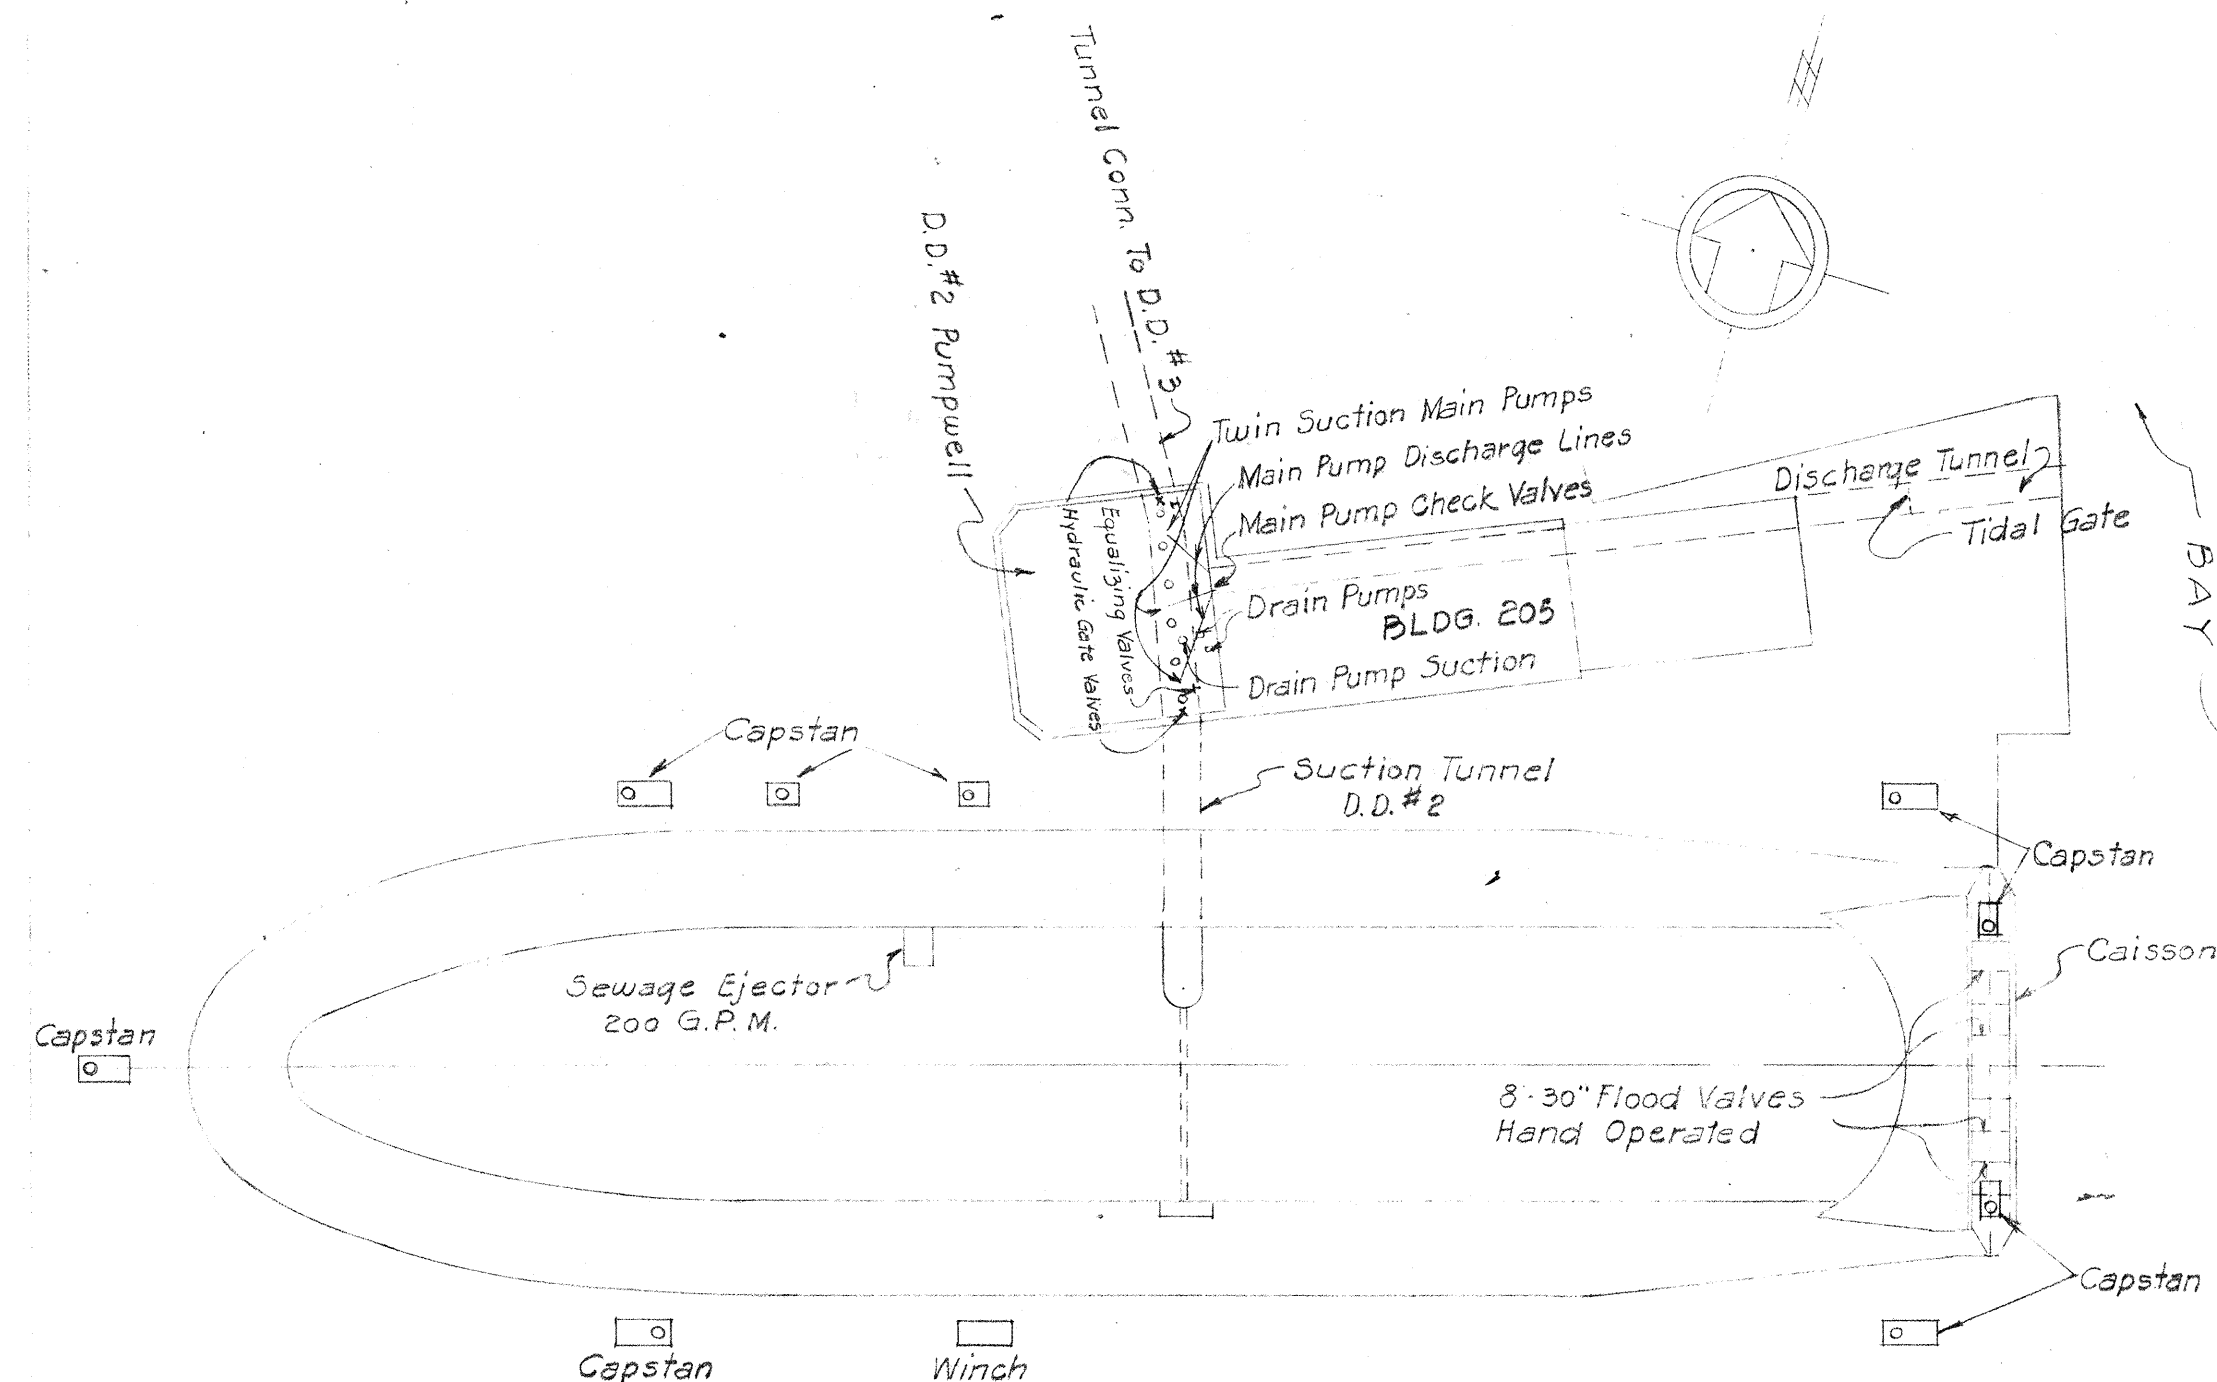 Tunnel Conn. To D.D. #3
D.D. #2 Pumpwell
Twin Suction Main Pumps
Main Pump Discharge Lines
Main Pump Check Valves
Discharge Tunnel
Tidal Gate
BAY
Equalizing Valves
Hydraulic Gate Valves
Drain Pumps
BLDG. 205
Drain Pump Suction
Capstan
Suction Tunnel
D.D. #2
Capstan
Caisson
Sewage Ejector
200 G.P.M.
Capstan
8-30" Flood Valves
Hand Operated
Capstan
Capstan
Winch